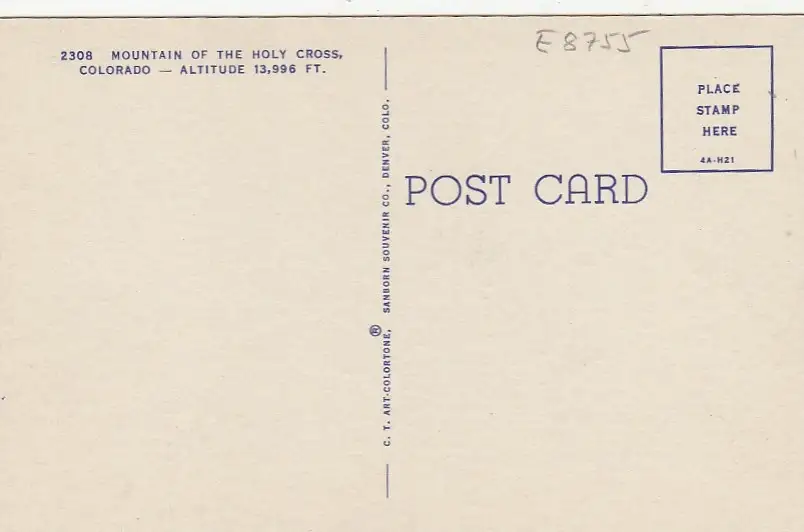 2308 MOUNTAIN OF THE HOLY CROSS,
COLORADO — ALTITUDE 13,996 FT.
E8755
PLACE
STAMP
HERE
4A-H21
POST CARD
C. T. ART-COLORTONE, ® SANBORN SOUVENIR CO., DENVER, COLO.